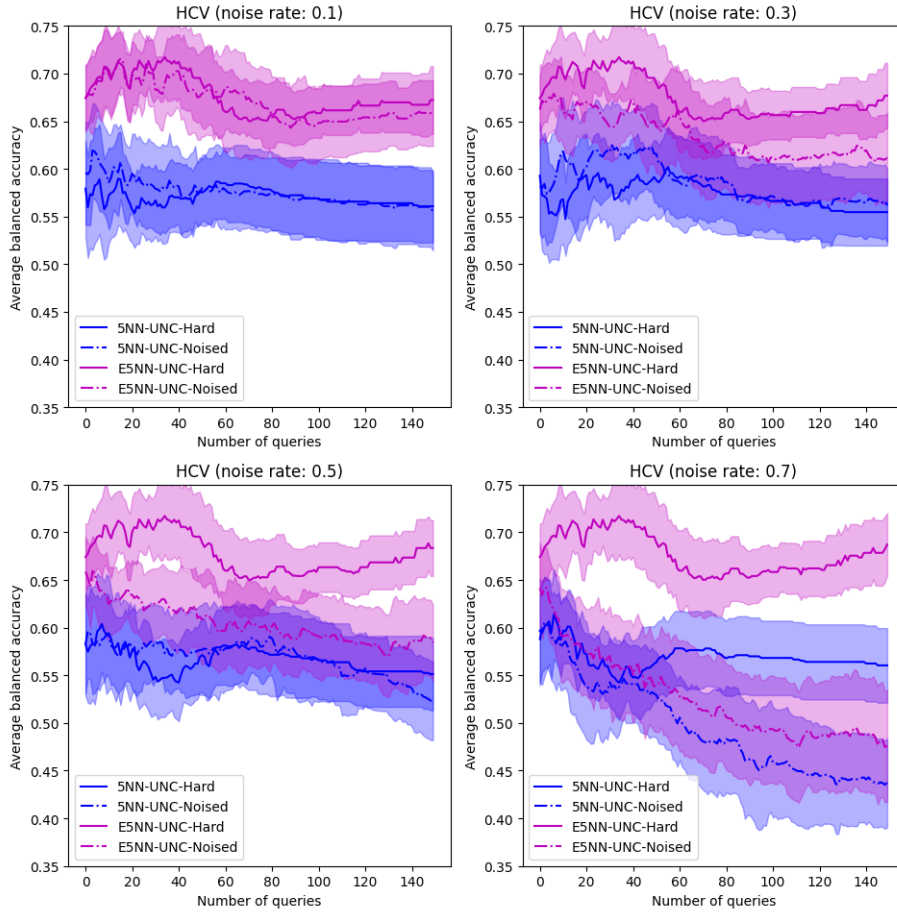 HCV (noise rate: 0.1)
Average balanced accuracy
0.75
0.70
0.65
0.60
0.55
0.50
0.45
0.40
0.35
5NN-UNC-Hard
5NN-UNC-Noised
E5NN-UNC-Hard
E5NN-UNC-Noised
0 20 40 60 80 100 120 140
Number of queries
HCV (noise rate: 0.3)
Average balanced accuracy
0.75
0.70
0.65
0.60
0.55
0.50
0.45
0.40
0.35
5NN-UNC-Hard
5NN-UNC-Noised
E5NN-UNC-Hard
E5NN-UNC-Noised
0 20 40 60 80 100 120 140
Number of queries
HCV (noise rate: 0.5)
Average balanced accuracy
0.75
0.70
0.65
0.60
0.55
0.50
0.45
0.40
0.35
5NN-UNC-Hard
5NN-UNC-Noised
E5NN-UNC-Hard
E5NN-UNC-Noised
0 20 40 60 80 100 120 140
Number of queries
HCV (noise rate: 0.7)
Average balanced accuracy
0.75
0.70
0.65
0.60
0.55
0.50
0.45
0.40
0.35
5NN-UNC-Hard
5NN-UNC-Noised
E5NN-UNC-Hard
E5NN-UNC-Noised
0 20 40 60 80 100 120 140
Number of queries